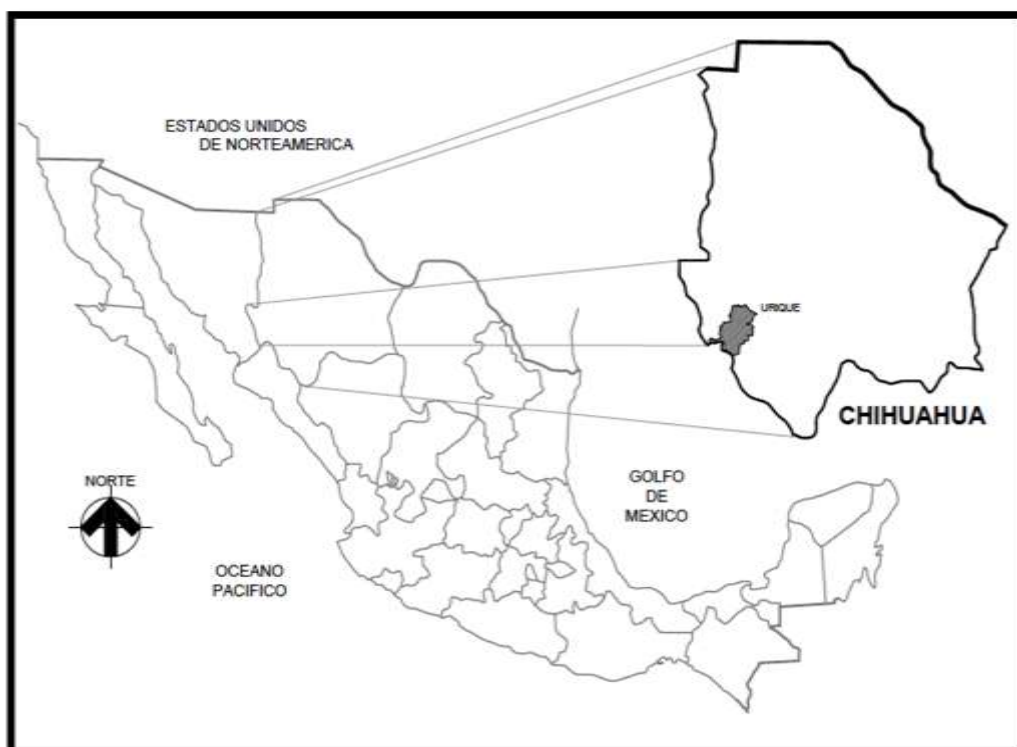 ESTADOS UNIDOS
DE NORTEAMERICA
URIQUE
CHIHUAHUA
GOLFO
DE
MEXICO
NORTE
OCEANO
PACIFICO